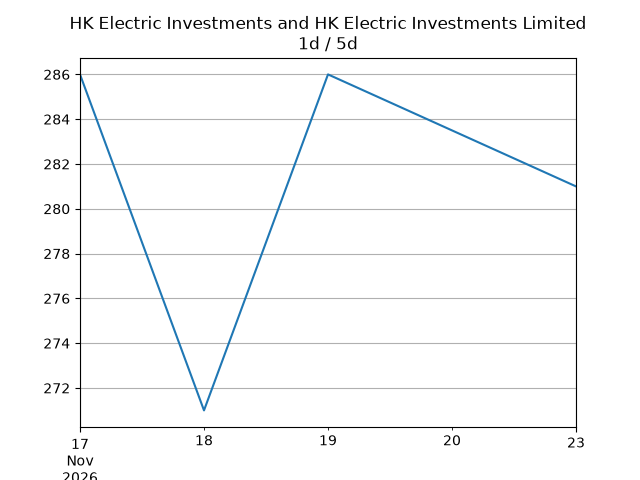 HK Electric Investments and HK Electric Investments Limited
1d / 5d
286
284
282
280
278
276
274
272
17 18 19 20 23
Nov
2026